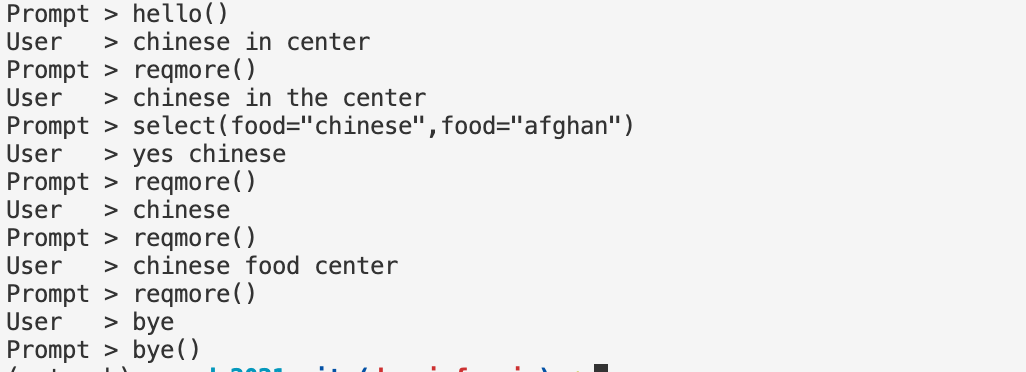 Prompt > hello()
User   > chinese in center
Prompt > reqmore()
User   > chinese in the center
Prompt > select(food="chinese",food="afghan")
User   > yes chinese
Prompt > reqmore()
User   > chinese
Prompt > reqmore()
User   > chinese food center
Prompt > reqmore()
User   > bye
Prompt > bye()